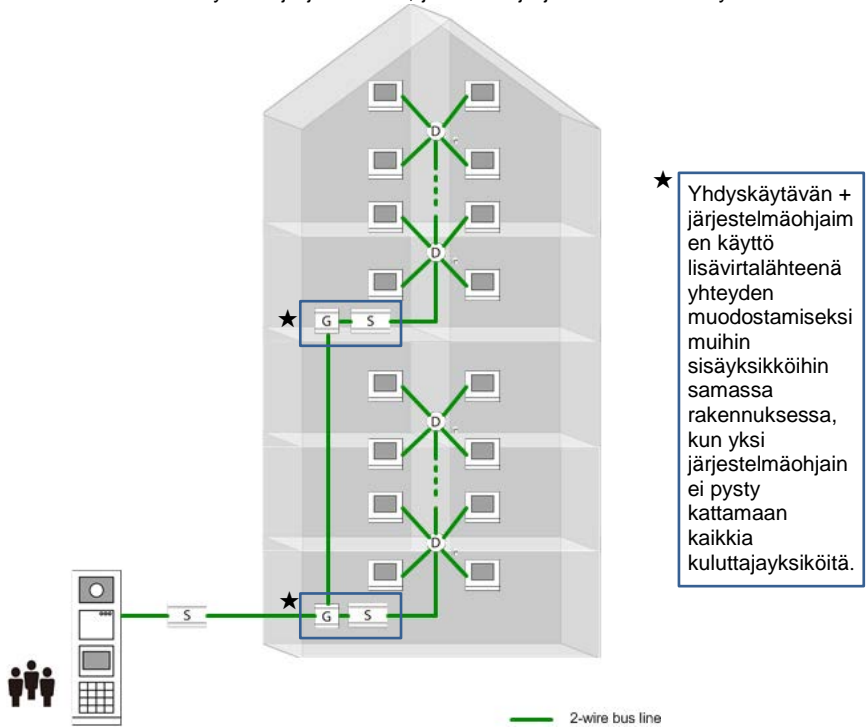 D
D
Yhdyskäytävän +
järjestelmäohjaim
en käyttö
lisävirtalähteenä
yhteyden
muodostamiseksi
muihin
sisäyksikköihin
samassa
rakennuksessa,
kun yksi
järjestelmäohjain
ei pysty
kattamaan
kaikkia
kuluttajayksiköitä.
G S
D
D
S G S
2-wire bus line